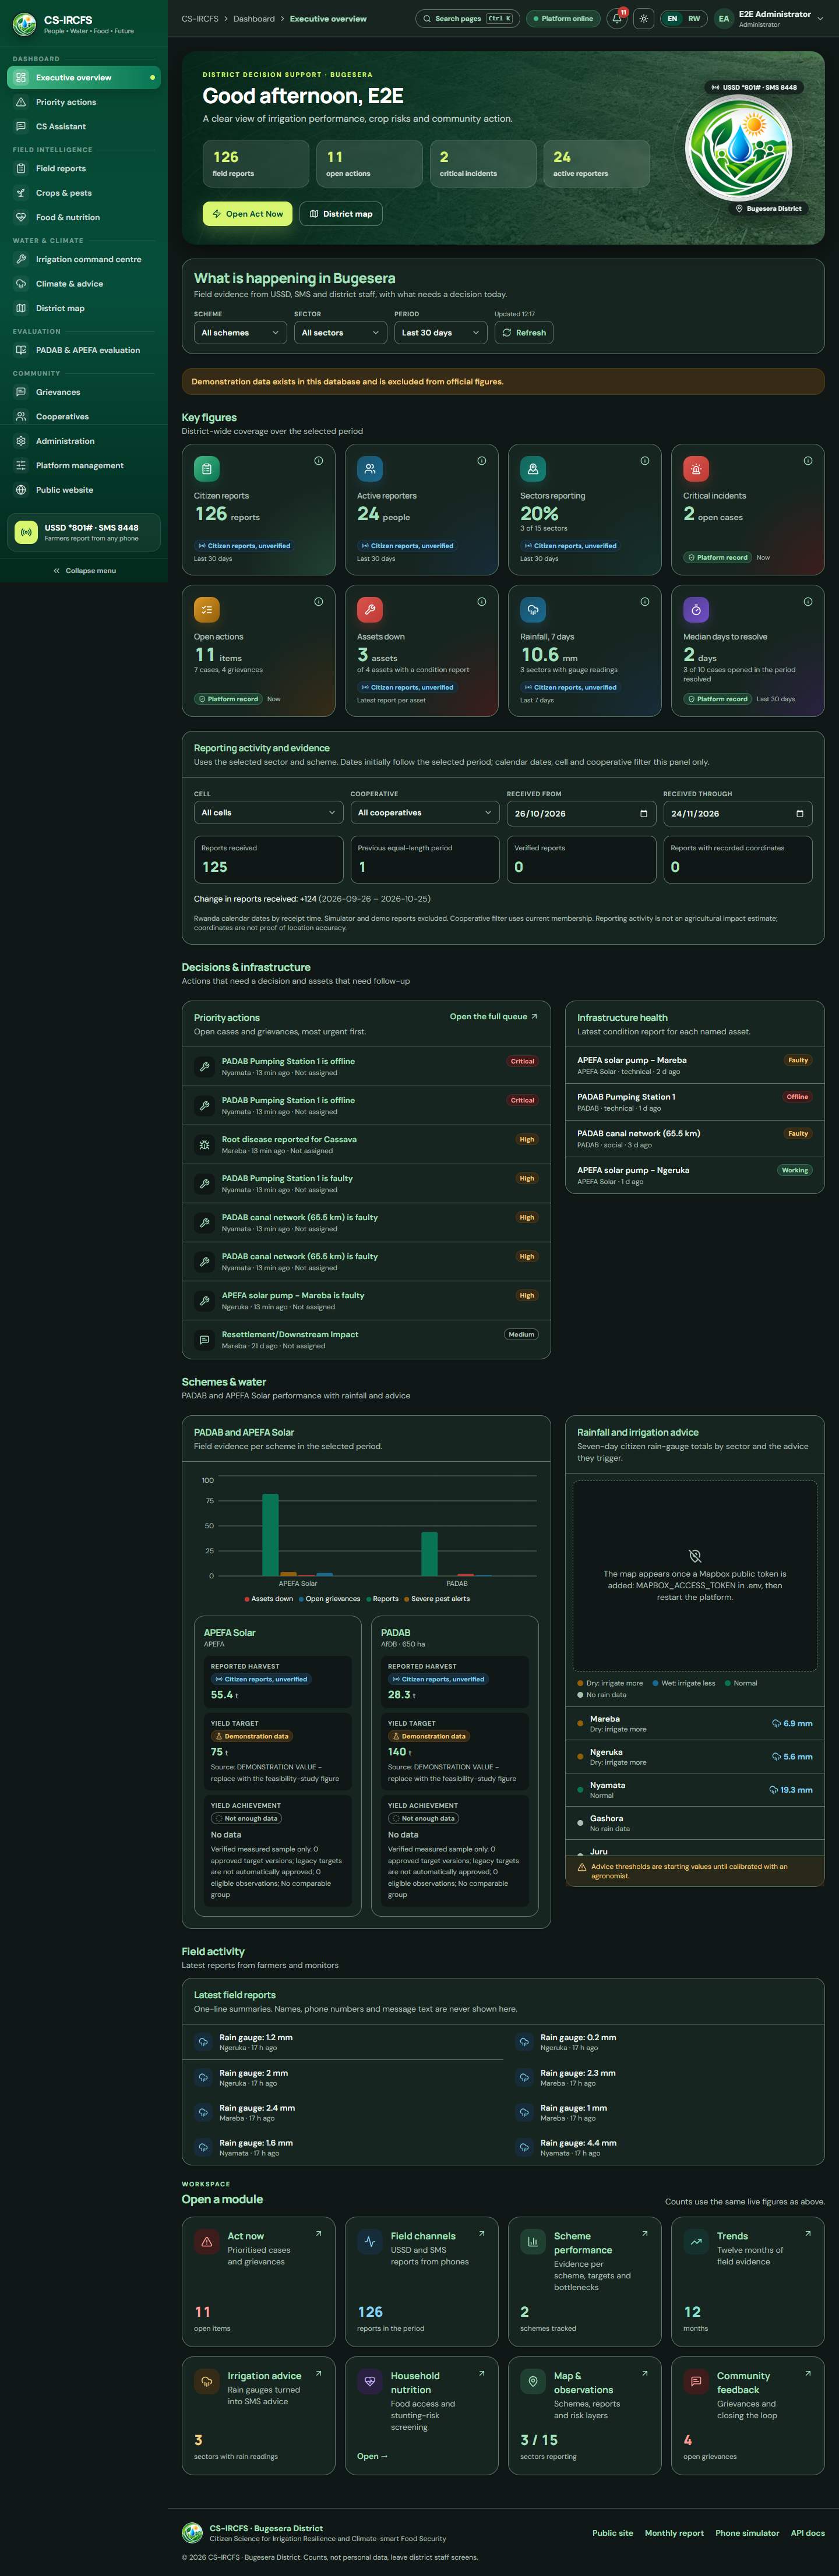 CS-IRCFS
People • Water • Food • Future
DASHBOARD
Executive overview
Priority actions
CS Assistant
FIELD INTELLIGENCE
Field reports
Crops & pests
Food & nutrition
WATER & CLIMATE
Irrigation command centre
Climate & advice
District map
EVALUATION
PADAB & APEFA evaluation
COMMUNITY
Grievances
Cooperatives
Administration
Platform management
Public website
USSD *801# · SMS 8448
Farmers report from any phone
Collapse menu
CS-IRCFS > Dashboard > Executive overview
Search pages Ctrl K
Platform online
11
EN RW
EA
E2E Administrator
Administrator
DISTRICT DECISION SUPPORT · BUGESERA
Good afternoon, E2E
A clear view of irrigation performance, crop risks and community action.
126
field reports
11
open actions
2
critical incidents
24
active reporters
Open Act Now
District map
USSD *801# · SMS 8448
Bugesera District
What is happening in Bugesera
Field evidence from USSD, SMS and district staff, with what needs a decision today.
SCHEME SECTOR PERIOD Updated 12:17
All schemes All sectors Last 30 days Refresh
Demonstration data exists in this database and is excluded from official figures.
Key figures
District-wide coverage over the selected period
Citizen reports
126 reports
Citizen reports, unverified
Last 30 days
Active reporters
24 people
Citizen reports, unverified
Last 30 days
Sectors reporting
20%
3 of 15 sectors
Citizen reports, unverified
Last 30 days
Critical incidents
2 open cases
Platform record Now
Open actions
11 items
7 cases, 4 grievances
Platform record Now
Assets down
3 assets
of 4 assets with a condition report
Citizen reports, unverified
Latest report per asset
Rainfall, 7 days
10.6 mm
3 sectors with gauge readings
Citizen reports, unverified
Last 7 days
Median days to resolve
2 days
3 of 10 cases opened in the period
resolved
Platform record Last 30 days
Reporting activity and evidence
Uses the selected sector and scheme. Dates initially follow the selected period; calendar dates, cell and cooperative filter this panel only.
CELL COOPERATIVE RECEIVED FROM RECEIVED THROUGH
All cells All cooperatives 26/10/2026 24/11/2026
Reports received
125
Previous equal-length period
1
Verified reports
0
Reports with recorded coordinates
0
Change in reports received: +124 (2026-09-26 – 2026-10-25)
Rwanda calendar dates by receipt time. Simulator and demo reports excluded. Cooperative filter uses current membership. Reporting activity is not an agricultural impact estimate;
coordinates are not proof of location accuracy.
Decisions & infrastructure
Actions that need a decision and assets that need follow-up
Priority actions
Open cases and grievances, most urgent first.
Open the full queue
PADAB Pumping Station 1 is offline
Nyamata · 13 min ago · Not assigned
Critical
PADAB Pumping Station 1 is offline
Nyamata · 13 min ago · Not assigned
Critical
Root disease reported for Cassava
Mareba · 13 min ago · Not assigned
High
PADAB Pumping Station 1 is faulty
Nyamata · 13 min ago · Not assigned
High
PADAB canal network (65.5 km) is faulty
Nyamata · 13 min ago · Not assigned
High
PADAB canal network (65.5 km) is faulty
Nyamata · 13 min ago · Not assigned
High
APEFA solar pump – Mareba is faulty
Ngeruka · 13 min ago · Not assigned
High
Resettlement/Downstream Impact
Mareba · 21 d ago · Not assigned
Medium
Infrastructure health
Latest condition report for each named asset.
APEFA solar pump – Mareba
APEFA Solar · technical · 2 d ago
Faulty
PADAB Pumping Station 1
PADAB · technical · 1 d ago
Offline
PADAB canal network (65.5 km)
PADAB · social · 3 d ago
Faulty
APEFA solar pump – Ngeruka
APEFA Solar · 1 d ago
Working
Schemes & water
PADAB and APEFA Solar performance with rainfall and advice
PADAB and APEFA Solar
Field evidence per scheme in the selected period.
100
75
50
25
0
APEFA Solar PADAB
Assets down Open grievances Reports Severe pest alerts
APEFA Solar
APEFA
REPORTED HARVEST
Citizen reports, unverified
55.4 t
YIELD TARGET
Demonstration data
75 t
Source: DEMONSTRATION VALUE -
replace with the feasibility-study figure
YIELD ACHIEVEMENT
Not enough data
No data
Verified measured sample only. 0
approved target versions; legacy targets
are not automatically approved; 0
eligible observations; No comparable
group
PADAB
AfDB · 650 ha
REPORTED HARVEST
Citizen reports, unverified
28.3 t
YIELD TARGET
Demonstration data
140 t
Source: DEMONSTRATION VALUE -
replace with the feasibility-study figure
YIELD ACHIEVEMENT
Not enough data
No data
Verified measured sample only. 0
approved target versions; legacy targets
are not automatically approved; 0
eligible observations; No comparable
group
Rainfall and irrigation advice
Seven-day citizen rain-gauge totals by sector and the advice
they trigger.
The map appears once a Mapbox public token is
added: MAPBOX_ACCESS_TOKEN in .env, then
restart the platform.
Dry: irrigate more Wet: irrigate less Normal
No rain data
Mareba
Dry: irrigate more
6.9 mm
Ngeruka
Dry: irrigate more
5.6 mm
Nyamata
Normal
19.3 mm
Gashora
No rain data
Juru
Advice thresholds are starting values until calibrated with an
agronomist.
Field activity
Latest reports from farmers and monitors
Latest field reports
One-line summaries. Names, phone numbers and message text are never shown here.
Rain gauge: 1.2 mm
Ngeruka · 17 h ago
Rain gauge: 0.2 mm
Ngeruka · 17 h ago
Rain gauge: 2 mm
Ngeruka · 17 h ago
Rain gauge: 2.3 mm
Mareba · 17 h ago
Rain gauge: 2.4 mm
Mareba · 17 h ago
Rain gauge: 1 mm
Mareba · 17 h ago
Rain gauge: 1.6 mm
Nyamata · 17 h ago
Rain gauge: 4.4 mm
Nyamata · 17 h ago
WORKSPACE
Open a module
Counts use the same live figures as above.
Act now
Prioritised cases
and grievances
11
open items
Field channels
USSD and SMS
reports from phones
126
reports in the period
Scheme
performance
Evidence per
scheme, targets and
bottlenecks
2
schemes tracked
Trends
Twelve months of
field evidence
12
months
Irrigation advice
Rain gauges turned
into SMS advice
3
sectors with rain readings
Household
nutrition
Food access and
stunting-risk
screening
Open →
Map &
observations
Schemes, reports
and risk layers
3 / 15
sectors reporting
Community
feedback
Grievances and
closing the loop
4
open grievances
CS-IRCFS · Bugesera District
Citizen Science for Irrigation Resilience and Climate-smart Food Security
Public site Monthly report Phone simulator API docs
© 2026 CS-IRCFS · Bugesera District. Counts, not personal data, leave district staff screens.